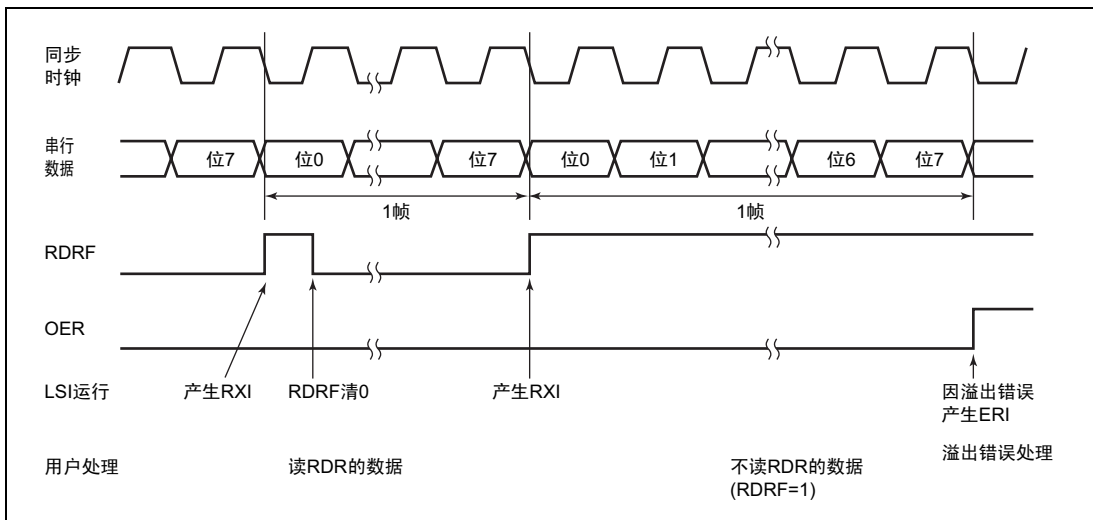 同步
时钟
串行
数据
位7 位0 位7 位0 位1 位6 位7
1帧 1帧
RDRF
OER
LSI运行 产生RXI RDRF清0 产生RXI 因溢出错误
产生ERI
用户处理 读RDR的数据 不读RDR的数据 溢出错误处理
(RDRF=1)